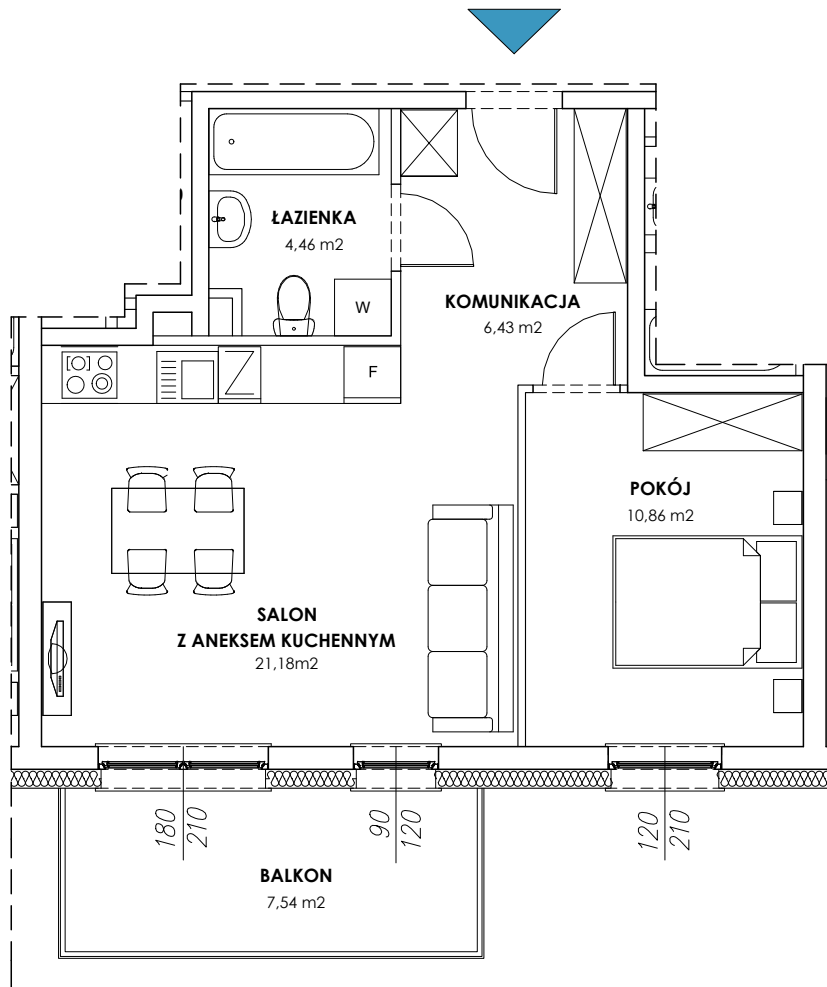 ŁAZIENKA
4,46 m2
W
KOMUNIKACJA
6,43 m2
F
POKÓJ
10,86 m2
SALON
Z ANEKSEM KUCHENNYM
21,18m2
180
210
90
120
120
210
BALKON
7,54 m2